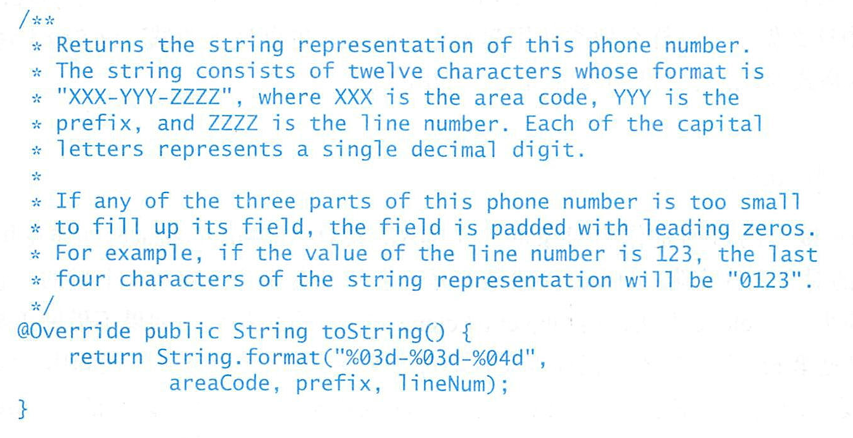 /**
 * Returns the string representation of this phone number.
 * The string consists of twelve characters whose format is
 * "XXX-YYY-ZZZZ", where XXX is the area code, YYY is the
 * prefix, and ZZZZ is the line number. Each of the capital
 * letters represents a single decimal digit.
 *
 * If any of the three parts of this phone number is too small
 * to fill up its field, the field is padded with leading zeros.
 * For example, if the value of the line number is 123, the last
 * four characters of the string representation will be "0123".
 */
@Override public String toString() {
    return String.format("%03d-%03d-%04d",
            areaCode, prefix, lineNum);
}